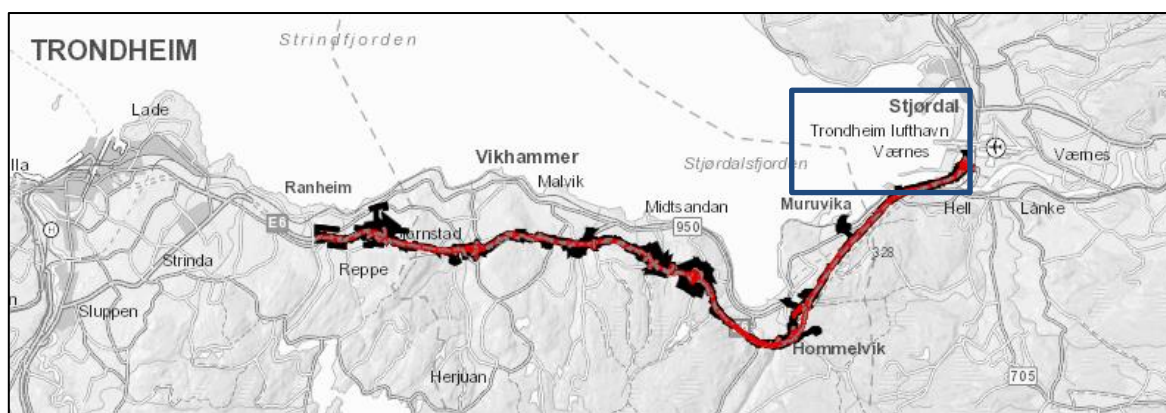 TRONDHEIM
Strindfjorden
Lade
Stjørdal
Trondheim lufthavn
Værnes
Værnes
lla
Vikhammer
Stjørdalsfjorden
Ranheim
Malvik
Midtsandan
Muruvika
Hell
Lånke
E6
950
Strinda
Reppe
328
Sluppen
Hommelvik
Herjuan
705
H
n